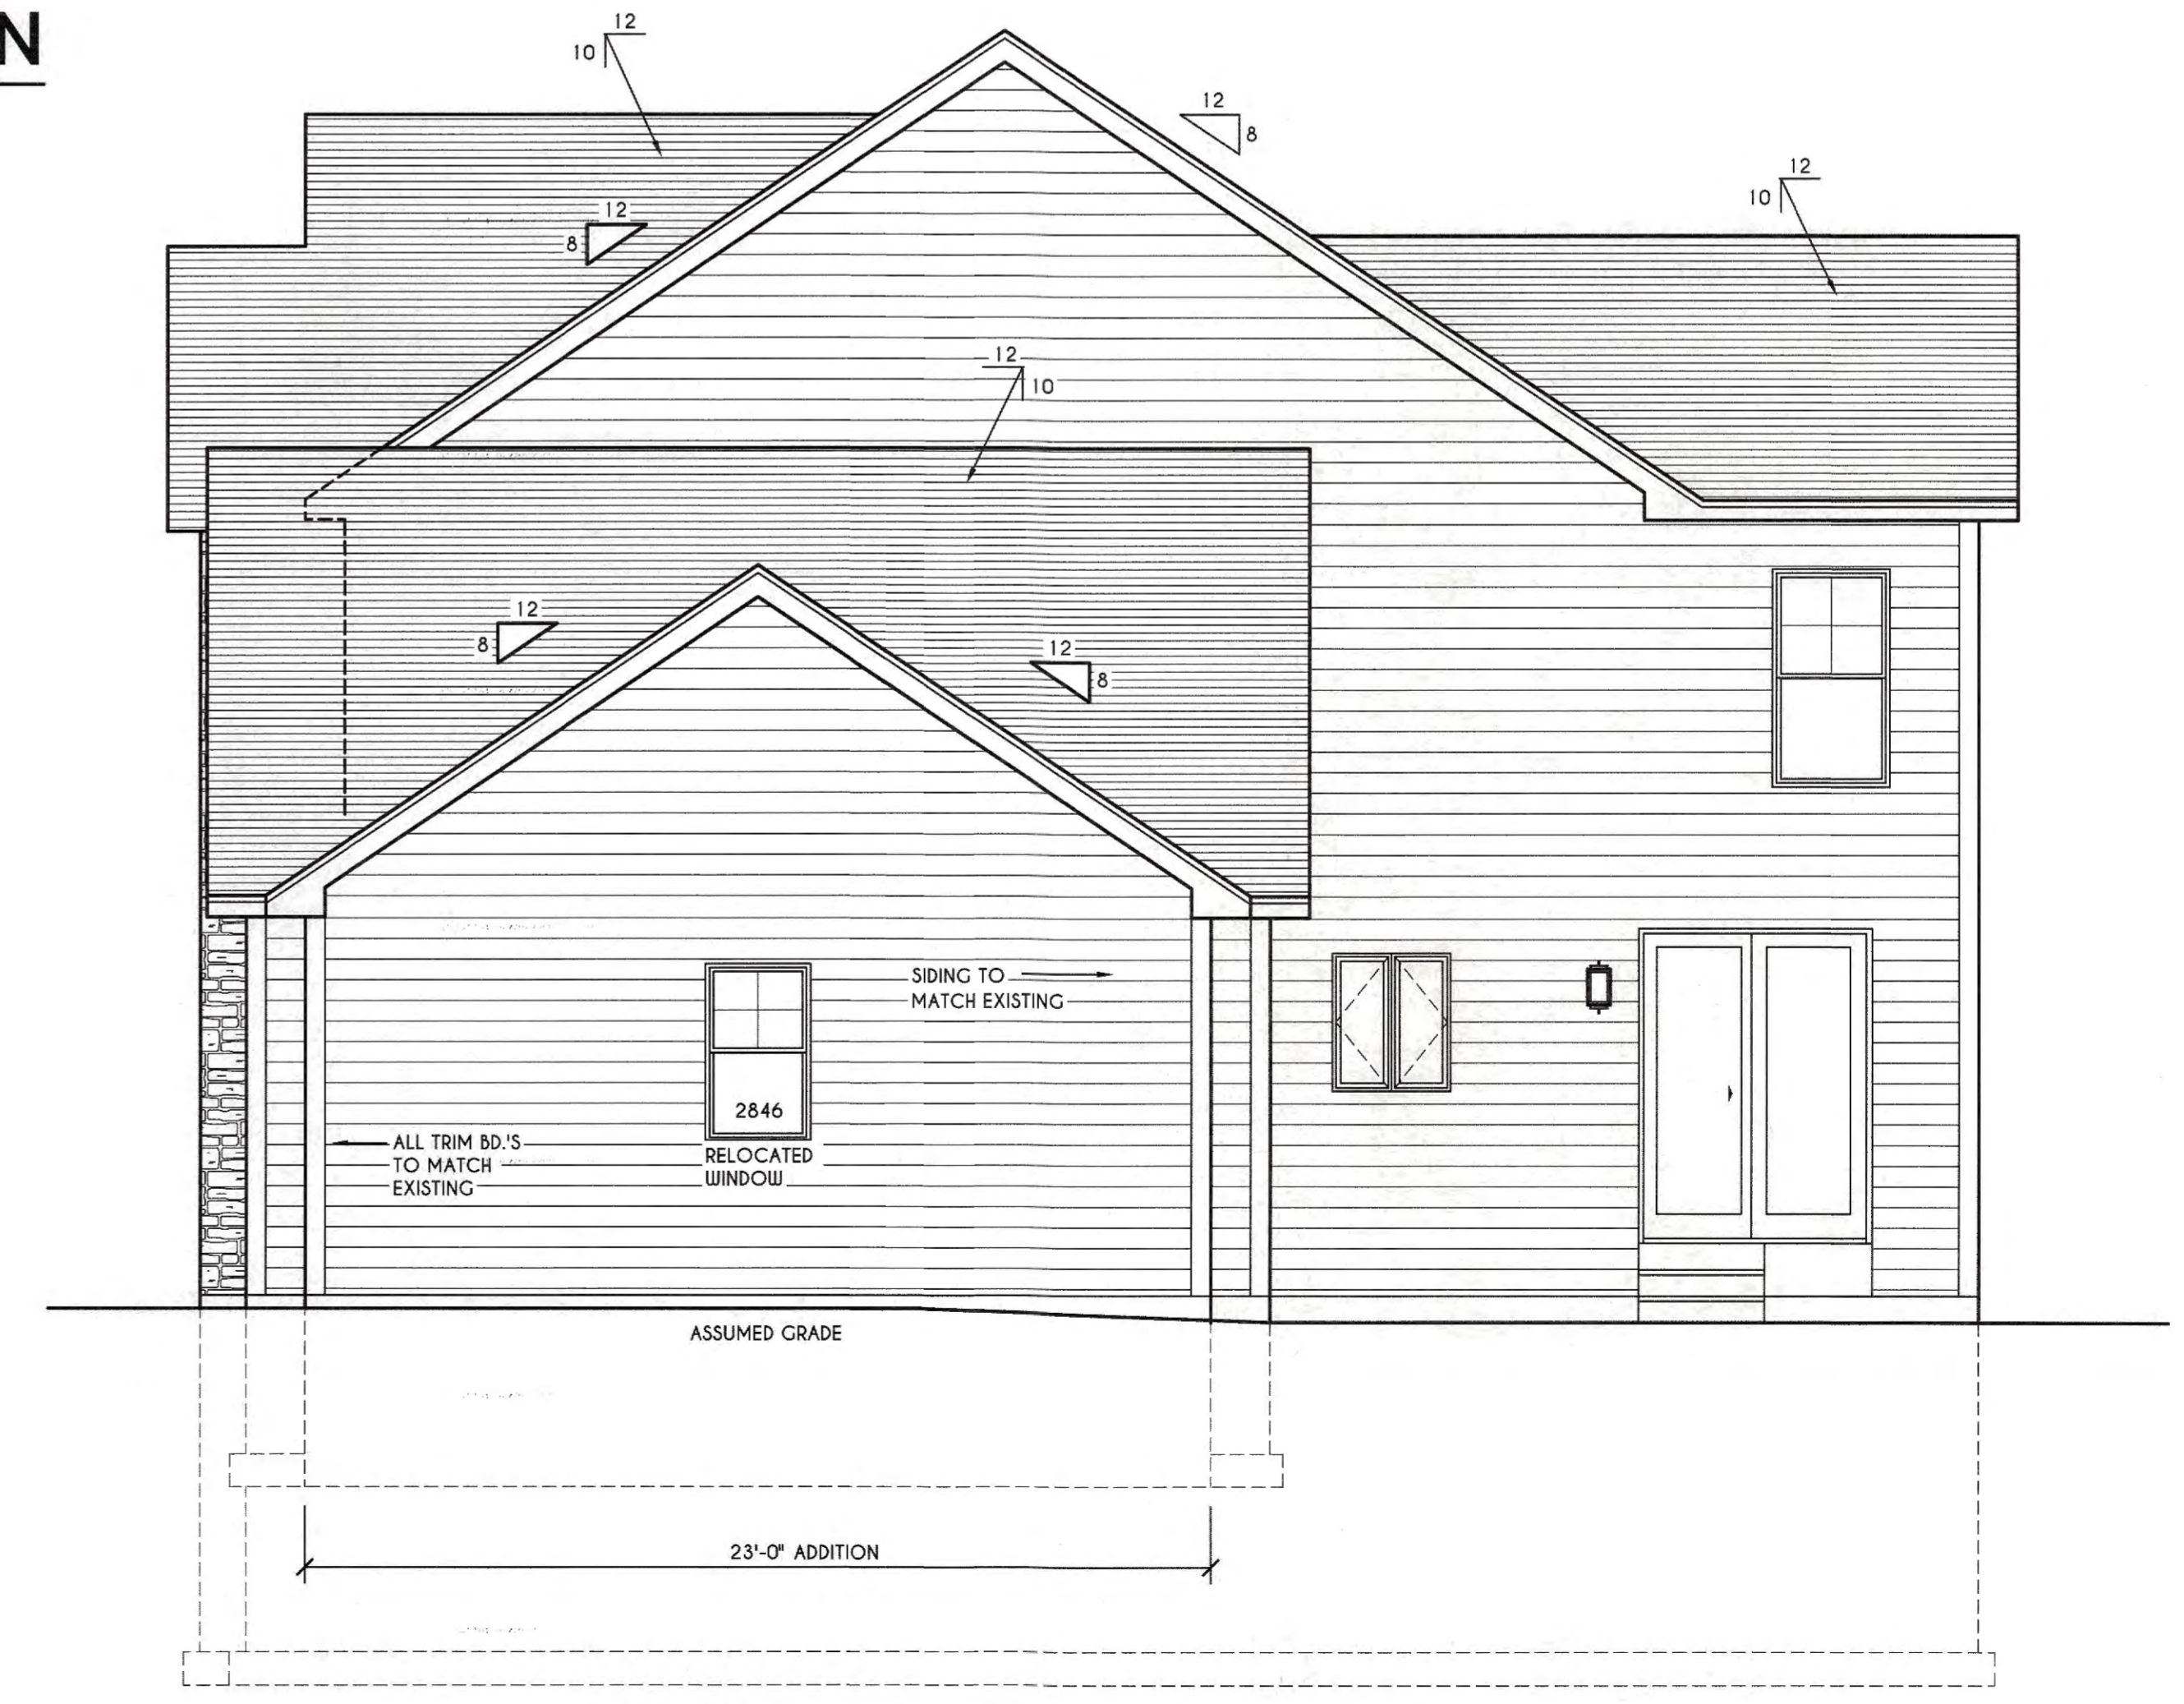 N
12
10
12
8
12
10
12
8
12
10
12
8
12
8
SIDING TO
MATCH EXISTING
2846
ALL TRIM BD.'S
TO MATCH
EXISTING
RELOCATED
WINDOW
ASSUMED GRADE
23'-0" ADDITION